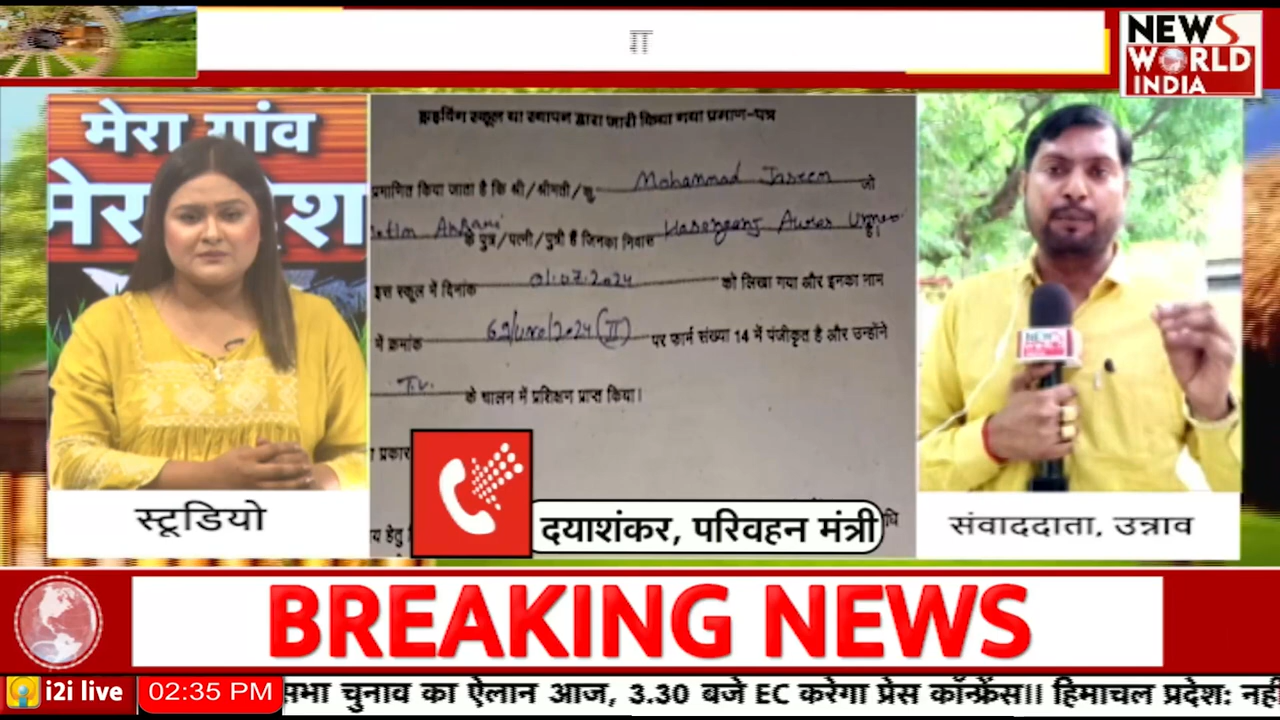 NEWS
WORLD
INDIA
मेरा गांव
ड्राइविंग स्कूल या स्थापन द्वारा जारी किया गया प्रमाण-पत्र
प्रमाणित किया जाता है कि श्री/श्रीमती/कु. Mohammad Jaseem जो
के पुत्र/पत्नी/पुत्री हैं जिनका निवास Hasanganj Auras Unnao है।
इस स्कूल में दिनांक 01.07.2024 को लिखा गया और इनका नाम
में क्रमांक 69/UNO/2024 (II) पर फार्म संख्या 14 में पंजीकृत है और उन्होंने
T.V. के चालन में प्रशिक्षण प्राप्त किया।
NEWS
स्टूडियो
दयाशंकर, परिवहन मंत्री
संवाददाता, उन्नाव
BREAKING NEWS
i2i live
02:35 PM
सभा चुनाव का ऐलान आज, 3.30 बजे EC करेगा प्रेस कॉन्फ्रेंस।। हिमाचल प्रदेश: नहीं